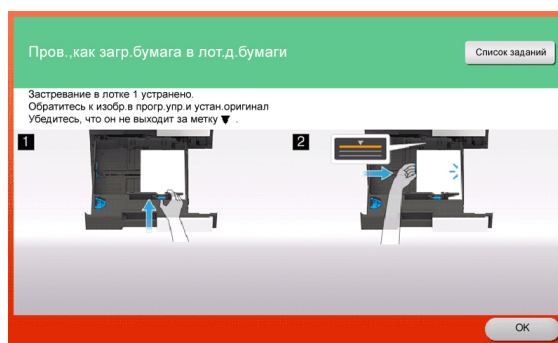 Пров.,как загр.бумага в лот.д.бумаги
Список заданий
Застревание в лотке 1 устранено.
Обратитесь к изобр.в прогр.упр.и устан.оригинал
Убедитесь, что он не выходит за метку ▼ .
1
2
OK